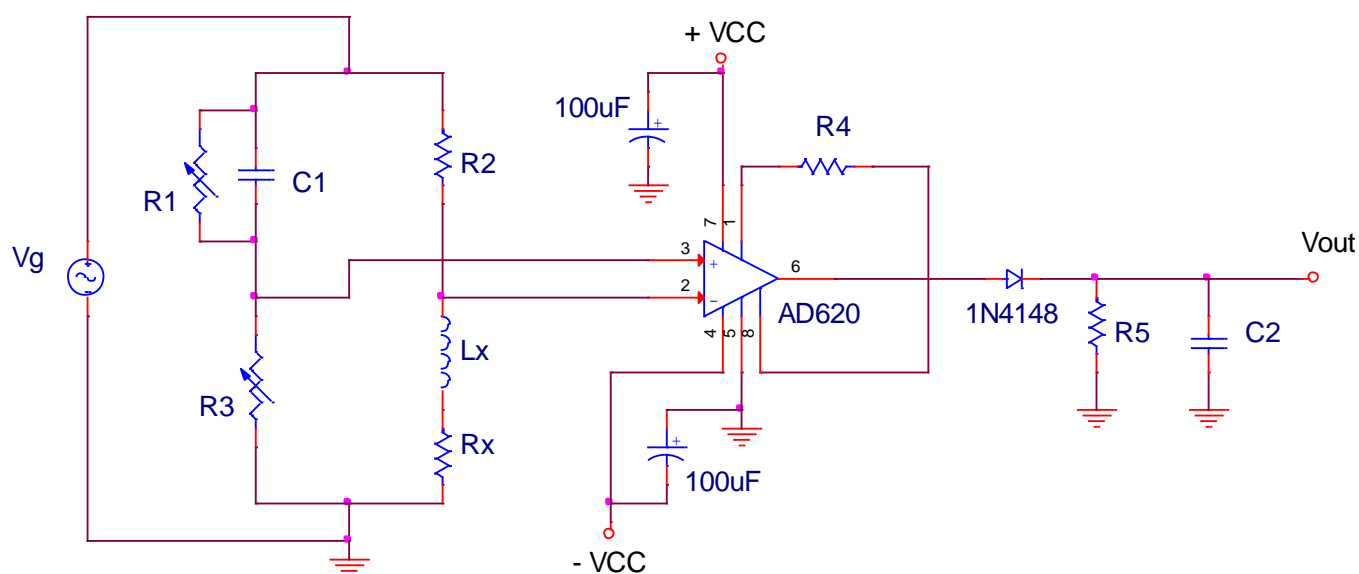 + VCC
100uF
R4
R2
C1
R1
7
1
Vg
3
+
6
Vout
2
−
AD620
1N4148
4
5
8
R5
C2
Lx
R3
+
Rx
100uF
- VCC